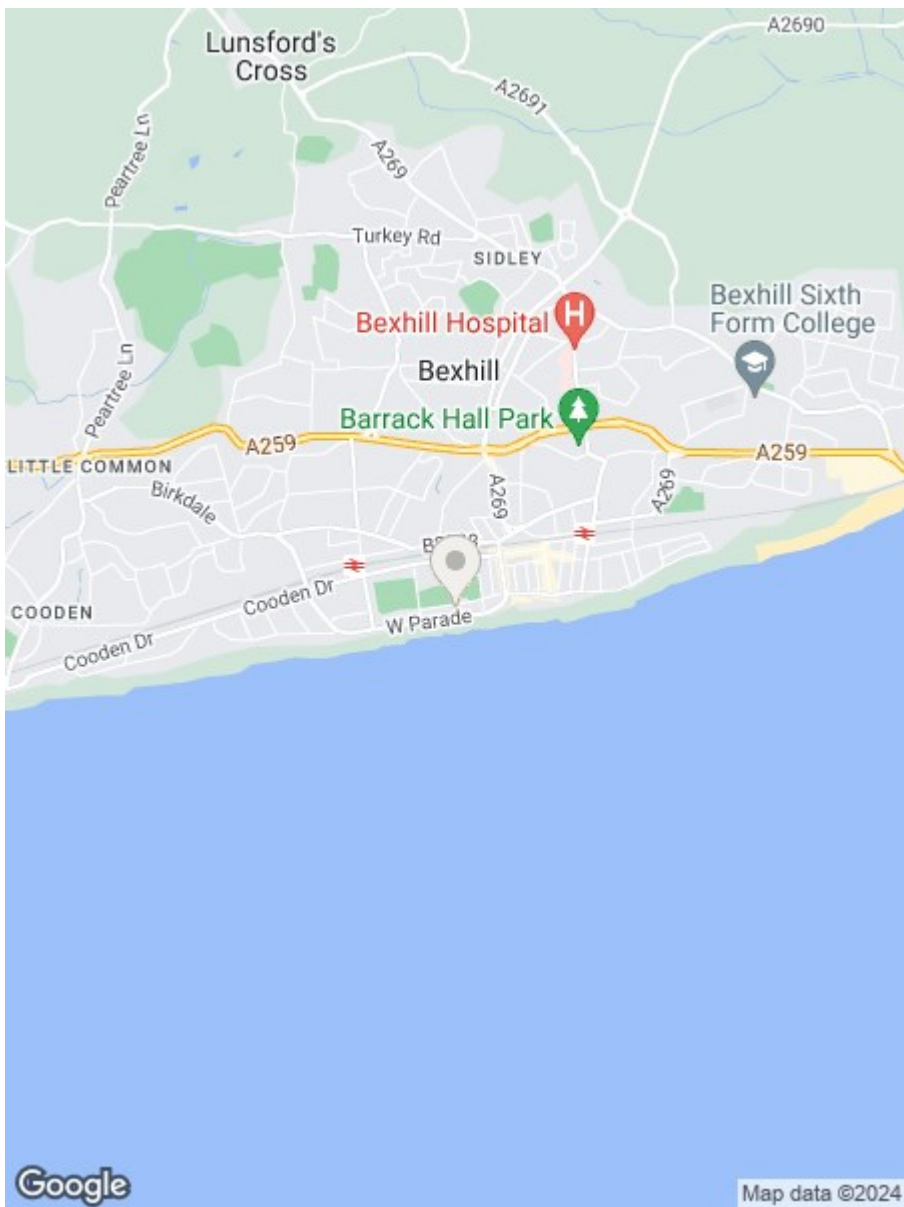 A2690
Lunsford's
Cross
A2691
Peartree Ln
A269
Turkey Rd
SIDLEY
Bexhill Sixth
Form College
Bexhill Hospital
H
Bexhill
Peartree Ln
Barrack Hall Park
A259
A259
LITTLE COMMON
Birkdale
A269
A269
Cooden Dr
COODEN
W Parade
Cooden Dr
Google
Map data ©2024